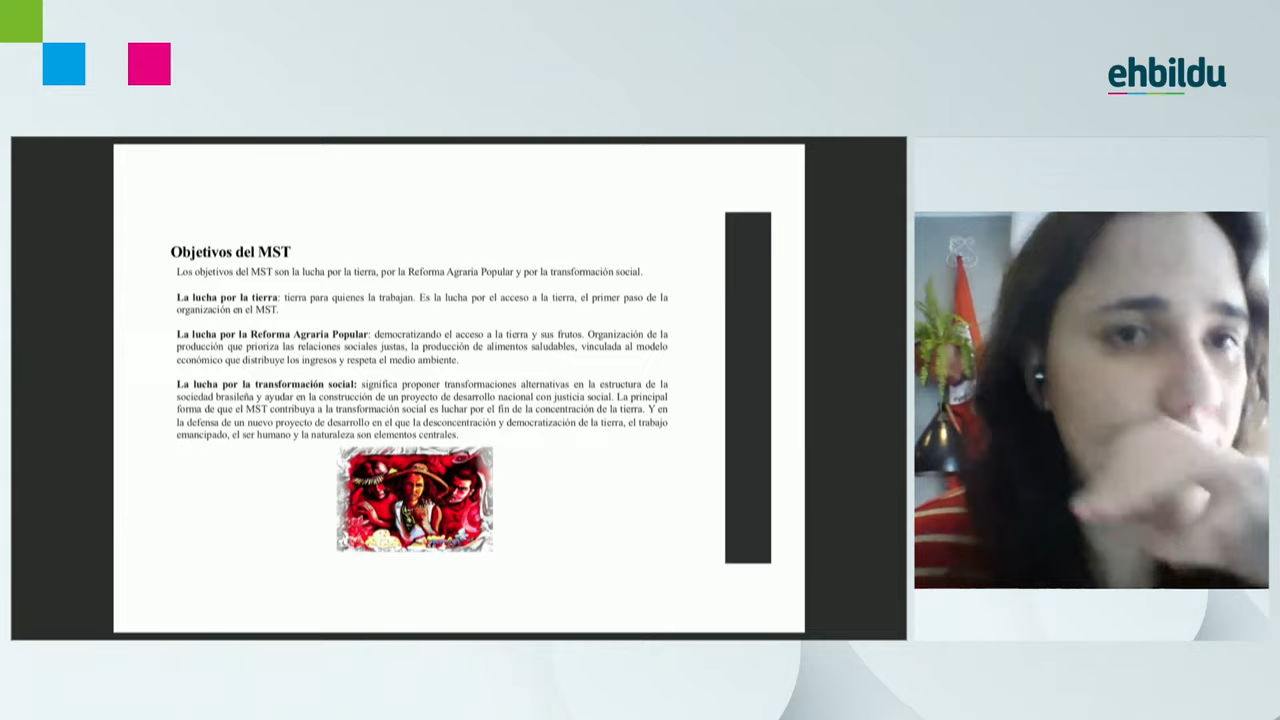 ehbildu
Objetivos del MST
Los objetivos del MST son la lucha por la tierra, por la Reforma Agraria Popular y por la transformación social.
La lucha por la tierra: tierra para quienes la trabajan. Es la lucha por el acceso a la tierra, el primer paso de la
organización en el MST.
La lucha por la Reforma Agraria Popular: democratizando el acceso a la tierra y sus frutos. Organización de la
producción que prioriza las relaciones sociales justas, la producción de alimentos saludables, vinculada al modelo
económico que distribuye los ingresos y respeta el medio ambiente.
La lucha por la transformación social: significa proponer transformaciones alternativas en la estructura de la
sociedad brasileña y ayudar en la construcción de un proyecto de desarrollo nacional con justicia social. La principal
forma de que el MST contribuya a la transformación social es luchar por el fin de la concentración de la tierra. Y en
la defensa de un nuevo proyecto de desarrollo en el que la desconcentración y democratización de la tierra, el trabajo
emancipado, el ser humano y la naturaleza son elementos centrales.